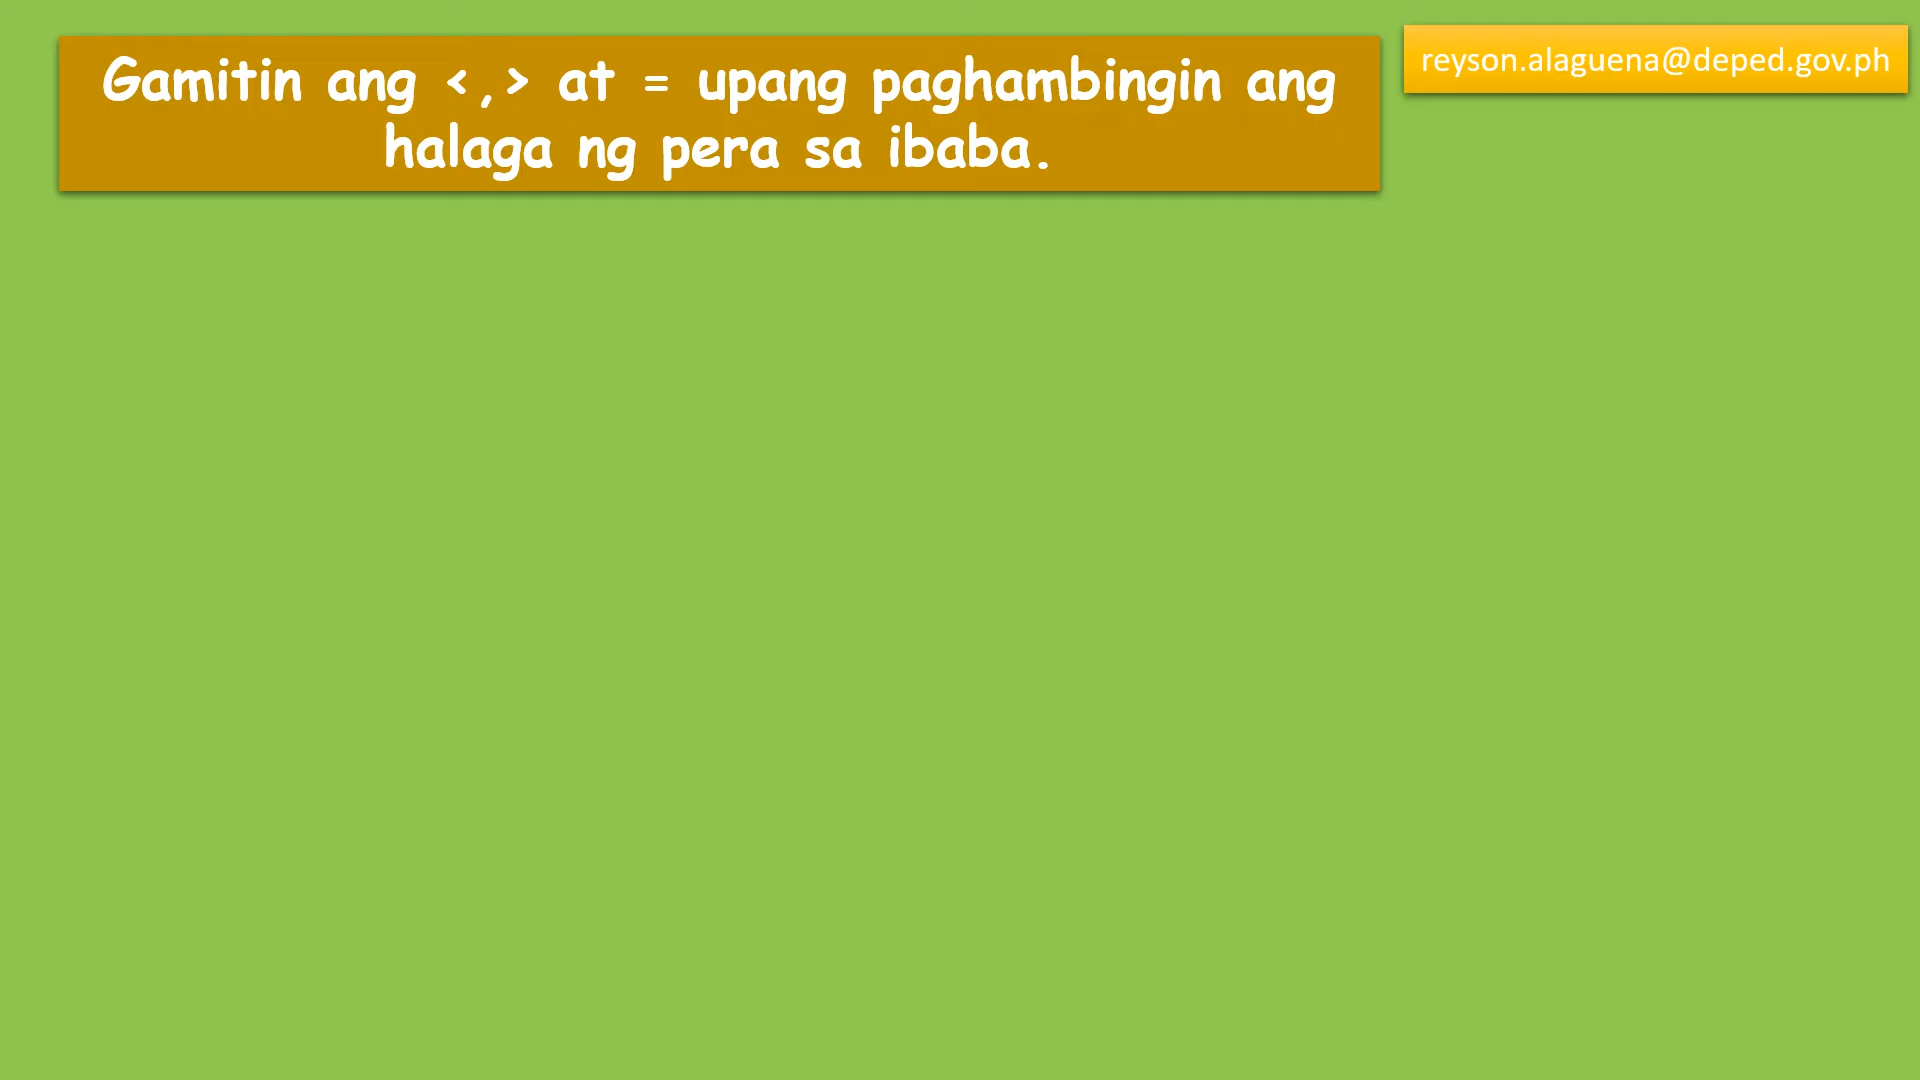 Gamitin ang <,> at = upang paghambingin ang
halaga ng pera sa ibaba.
reyson.alaguena@deped.gov.ph